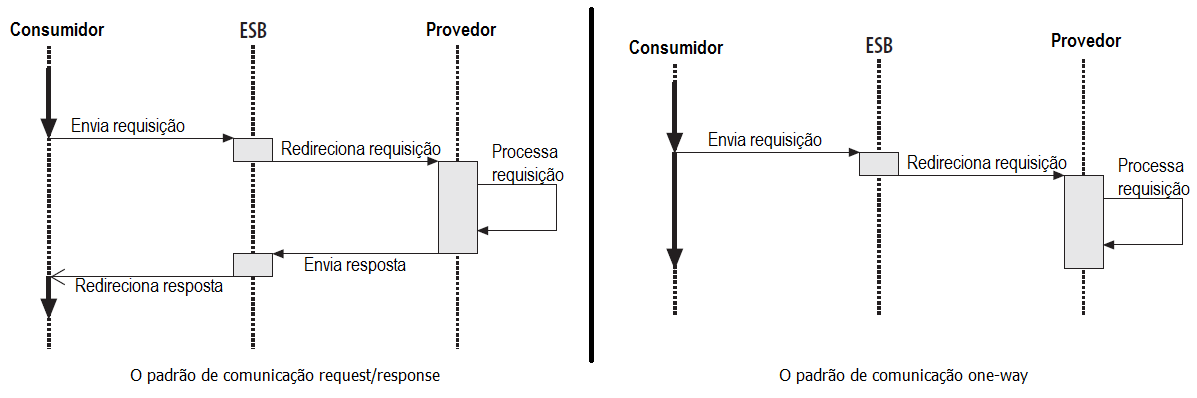 Consumidor
ESB
Provedor
Envia requisição
Redireciona requisição
Processa
requisição
Envia resposta
Redireciona resposta
O padrão de comunicação request/response
Consumidor
ESB
Provedor
Envia requisição
Redireciona requisição
Processa
requisição
O padrão de comunicação one-way